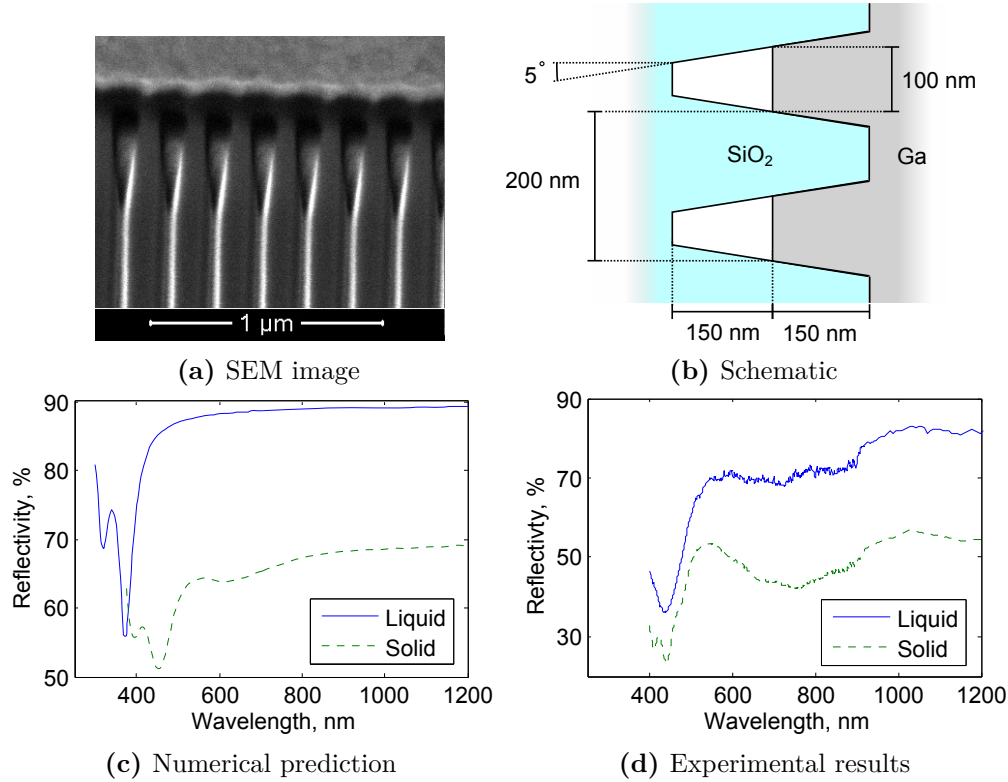 1 µm
(a) SEM image
5°
100 nm
SiO₂
Ga
200 nm
150 nm 150 nm
(b) Schematic
90
80
70
60
50
Reflectivity, %
400 600 800 1000 1200
Wavelength, nm
Liquid
Solid
(c) Numerical prediction
90
70
50
30
Reflectivty, %
400 600 800 1000 1200
Wavelength, nm
Liquid
Solid
(d) Experimental results